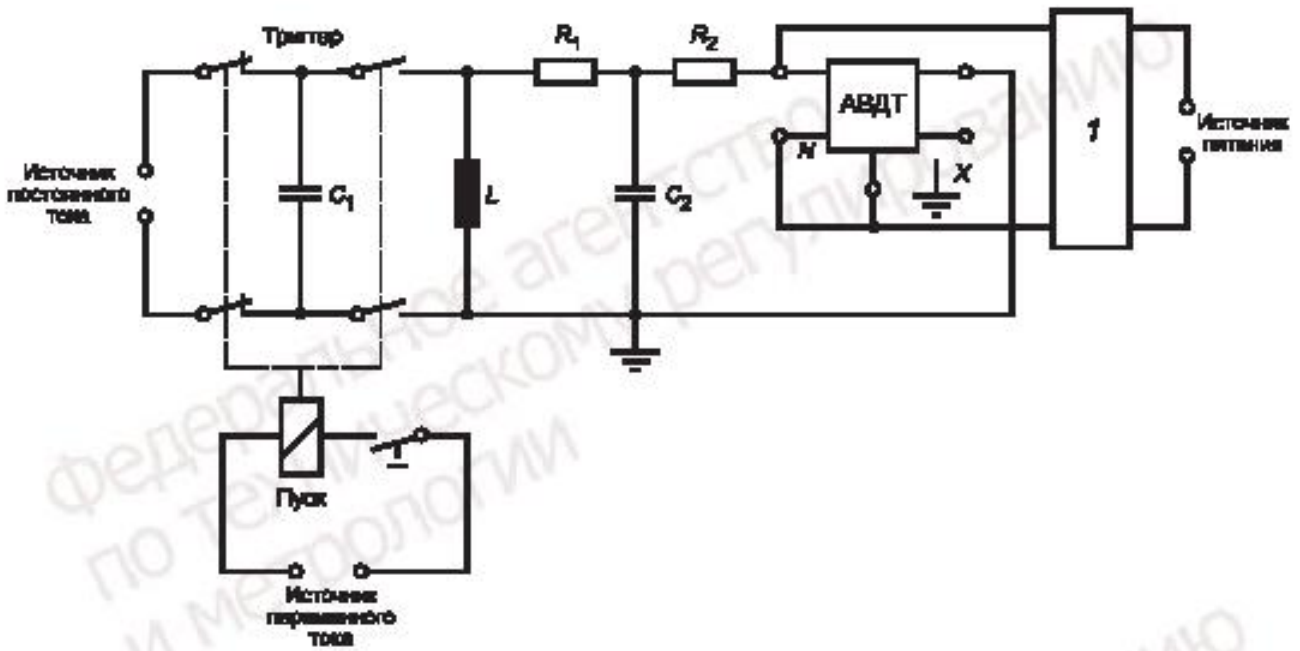 Триггер
R1
R2
АВДТ
1
N
X
Источник
питания
Источник
постоянного
тока
C1
L
C2
Пуск
Источник
переменного
тока
Федеральное агентство
по техническому регулированию
и метрологии